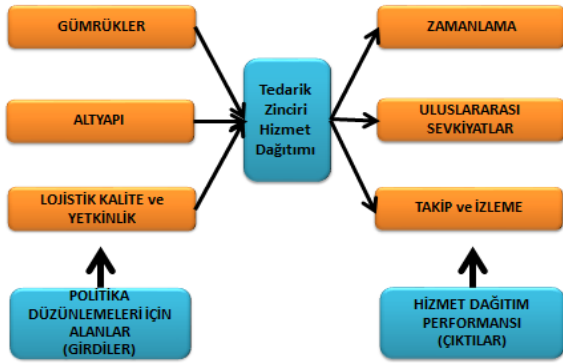 GÜMRÜKLER
ALTYAPI
LOJİSTİK KALİTE ve
YETKİNLİK
POLİTİKA
DÜZÜNLEMELERİ İÇİN
ALANLAR
(GİRDİLER)
Tedarik
Zinciri
Hizmet
Dağıtımı
ZAMANLAMA
ULUSLARARASI
SEVKİYATLAR
TAKİP ve İZLEME
HİZMET DAĞITIM
PERFORMANSI
(ÇIKTILAR)